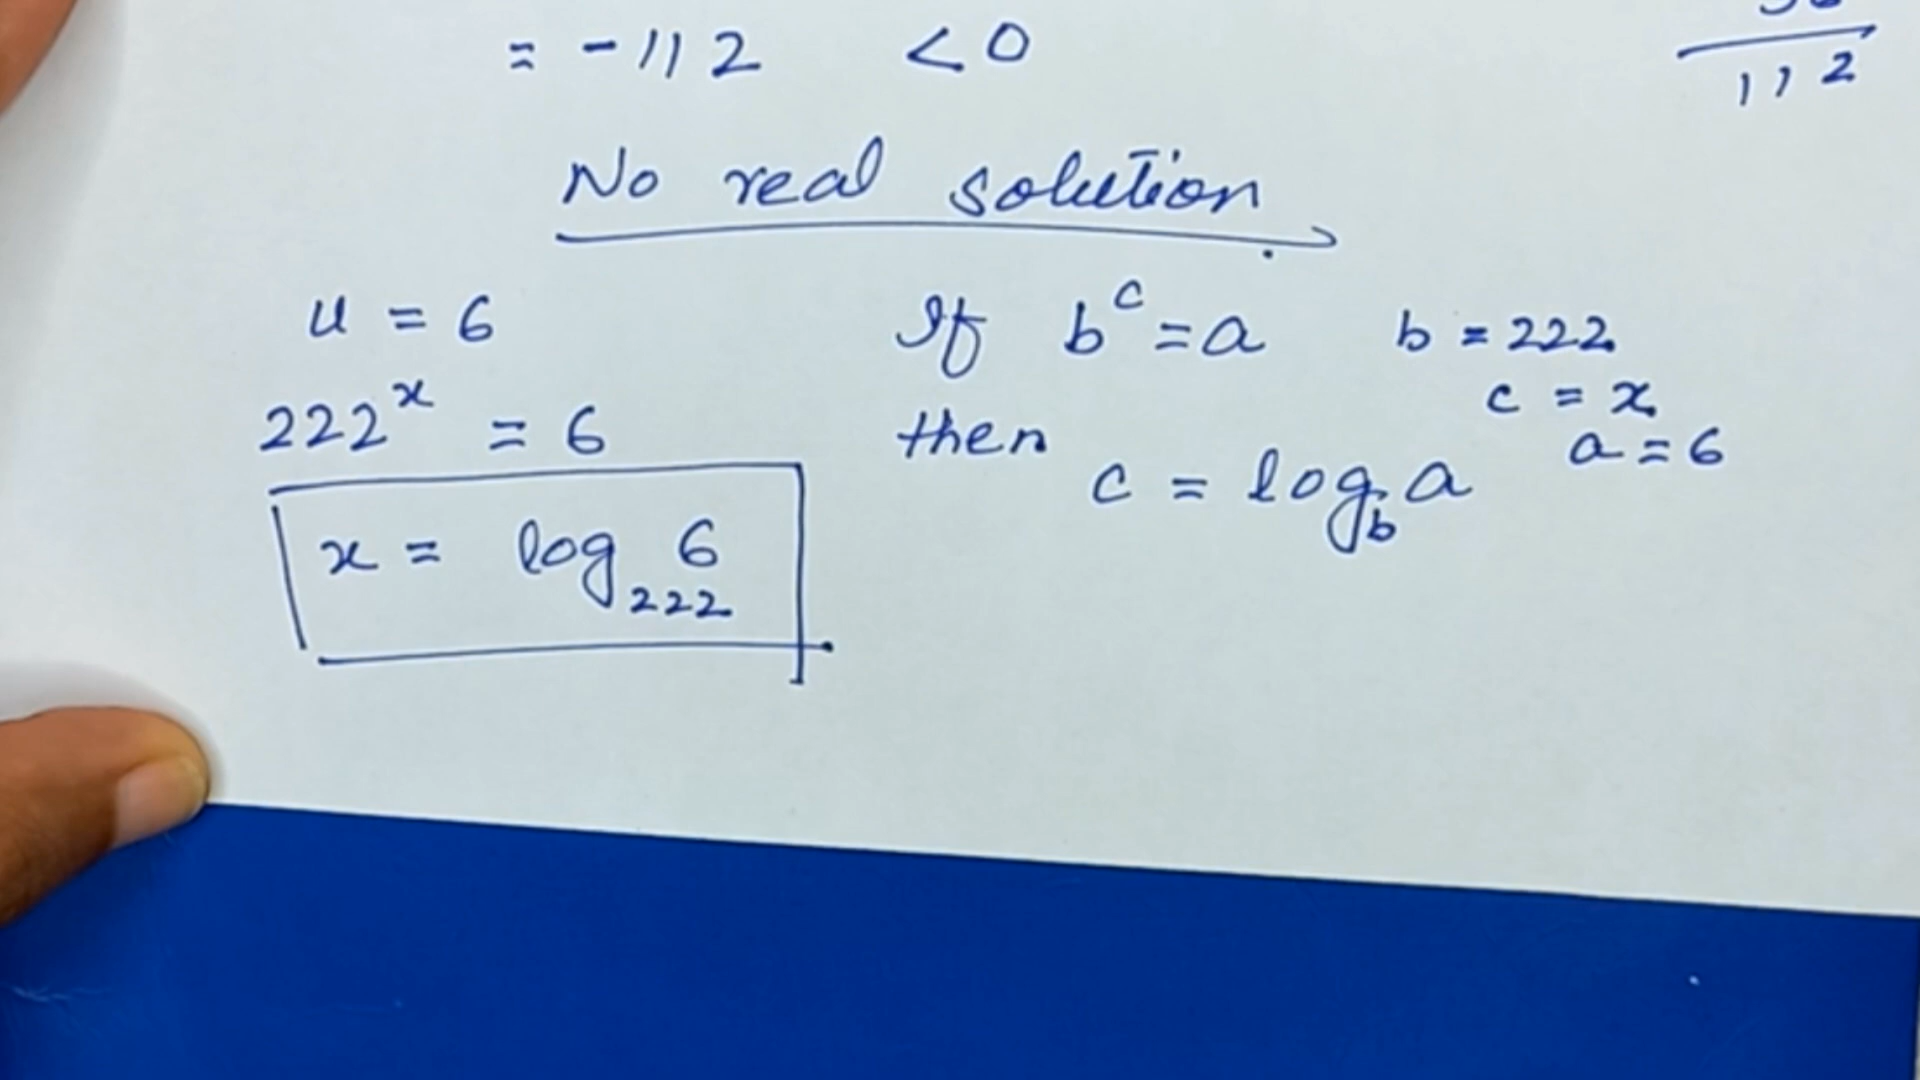 = -112 < 0
112
No real solution
u = 6
222^x = 6
x = log_222 6
If b^c = a
then c = log_b a
b = 222
c = x
a = 6